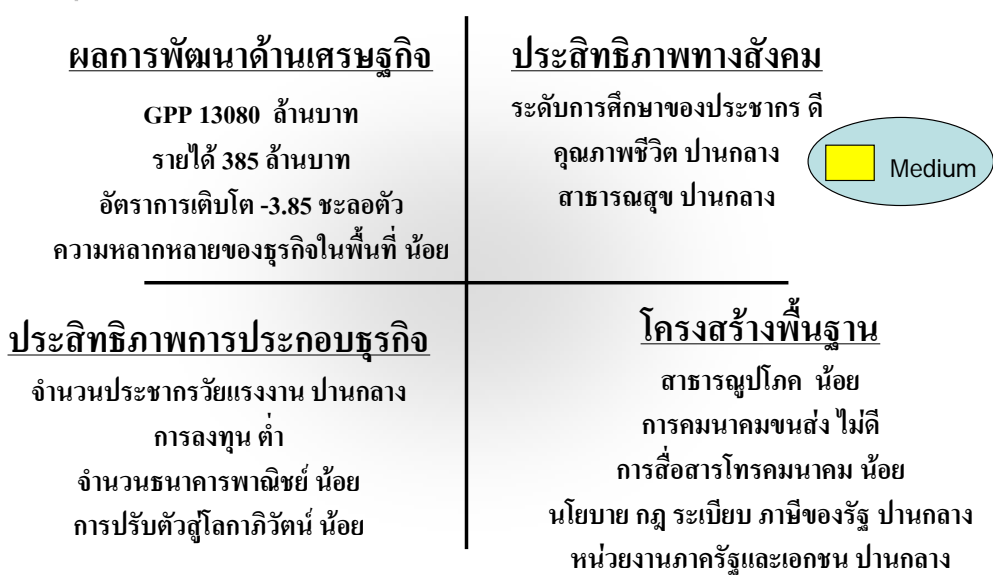 ผลการพัฒนาด้านเศรษฐกิจ
GPP 13080 ล้านบาท
รายได้ 385 ล้านบาท
อัตราการเติบโต -3.85 ชะลอตัว
ความหลากหลายของธุรกิจในพื้นที่ น้อย
ประสิทธิภาพทางสังคม
ระดับการศึกษาของประชากร ดี
คุณภาพชีวิต ปานกลาง
สาธารณสุข ปานกลาง
Medium
ประสิทธิภาพการประกอบธุรกิจ
จำนวนประชากรวัยแรงงาน ปานกลาง
การลงทุน ต่ำ
จำนวนธนาคารพาณิชย์ น้อย
การปรับตัวสู่โลกาภิวัตน์ น้อย
โครงสร้างพื้นฐาน
สาธารณูปโภค น้อย
การคมนาคมขนส่ง ไม่ดี
การสื่อสารโทรคมนาคม น้อย
นโยบาย กฎ ระเบียบ ภาษีของรัฐ ปานกลาง
หน่วยงานภาครัฐและเอกชน ปานกลาง